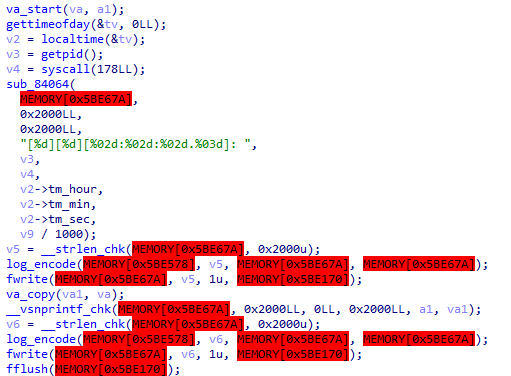 va_start(va, a1);
gettimeofday(&tv, 0LL);
v2 = localtime(&tv);
v3 = getpid();
v4 = syscall(178LL);
sub_84064(
MEMORY[0x5BE67A],
0x2000LL,
0x2000LL,
"[%d][%d][%02d:%02d:%02d.%03d]: ",
v3,
v4,
v2->tm_hour,
v2->tm_min,
v2->tm_sec,
v9 / 1000);
v5 = __strlen_chk(MEMORY[0x5BE67A], 0x2000u);
log_encode(MEMORY[0x5BE578], v5, MEMORY[0x5BE67A], MEMORY[0x5BE67A]);
fwrite(MEMORY[0x5BE67A], v5, 1u, MEMORY[0x5BE170]);
va_copy(va1, va);
__vsnprintf_chk(MEMORY[0x5BE67A], 0x2000LL, 0LL, 0x2000LL, a1, va1);
v6 = __strlen_chk(MEMORY[0x5BE67A], 0x2000u);
log_encode(MEMORY[0x5BE578], v6, MEMORY[0x5BE67A], MEMORY[0x5BE67A]);
fwrite(MEMORY[0x5BE67A], v6, 1u, MEMORY[0x5BE170]);
fflush(MEMORY[0x5BE170]);